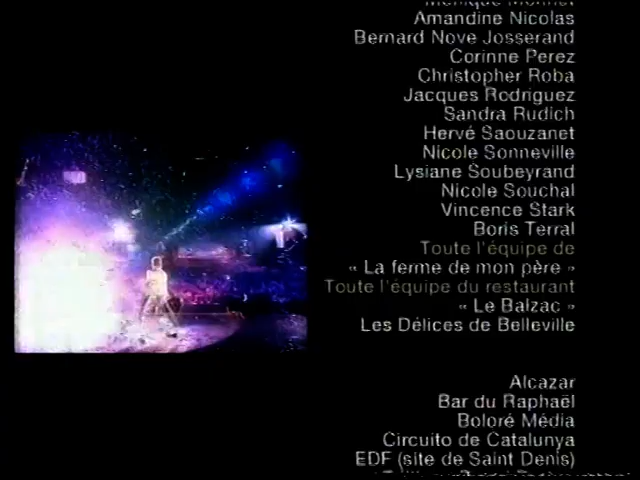 Monique Monnet
Amandine Nicolas
Bernard Nove Josserand
Corinne Perez
Christopher Roba
Jacques Rodriguez
Sandra Rudich
Hervé Saouzanet
Nicole Sonneville
Lysiane Soubeyrand
Nicole Souchal
Vincence Stark
Boris Terral
Toute l'équipe de
« La ferme de mon père »
Toute l'équipe du restaurant
« Le Balzac »
Les Délices de Belleville
Alcazar
Bar du Raphaël
Boloré Média
Circuito de Catalunya
EDF (site de Saint Denis)